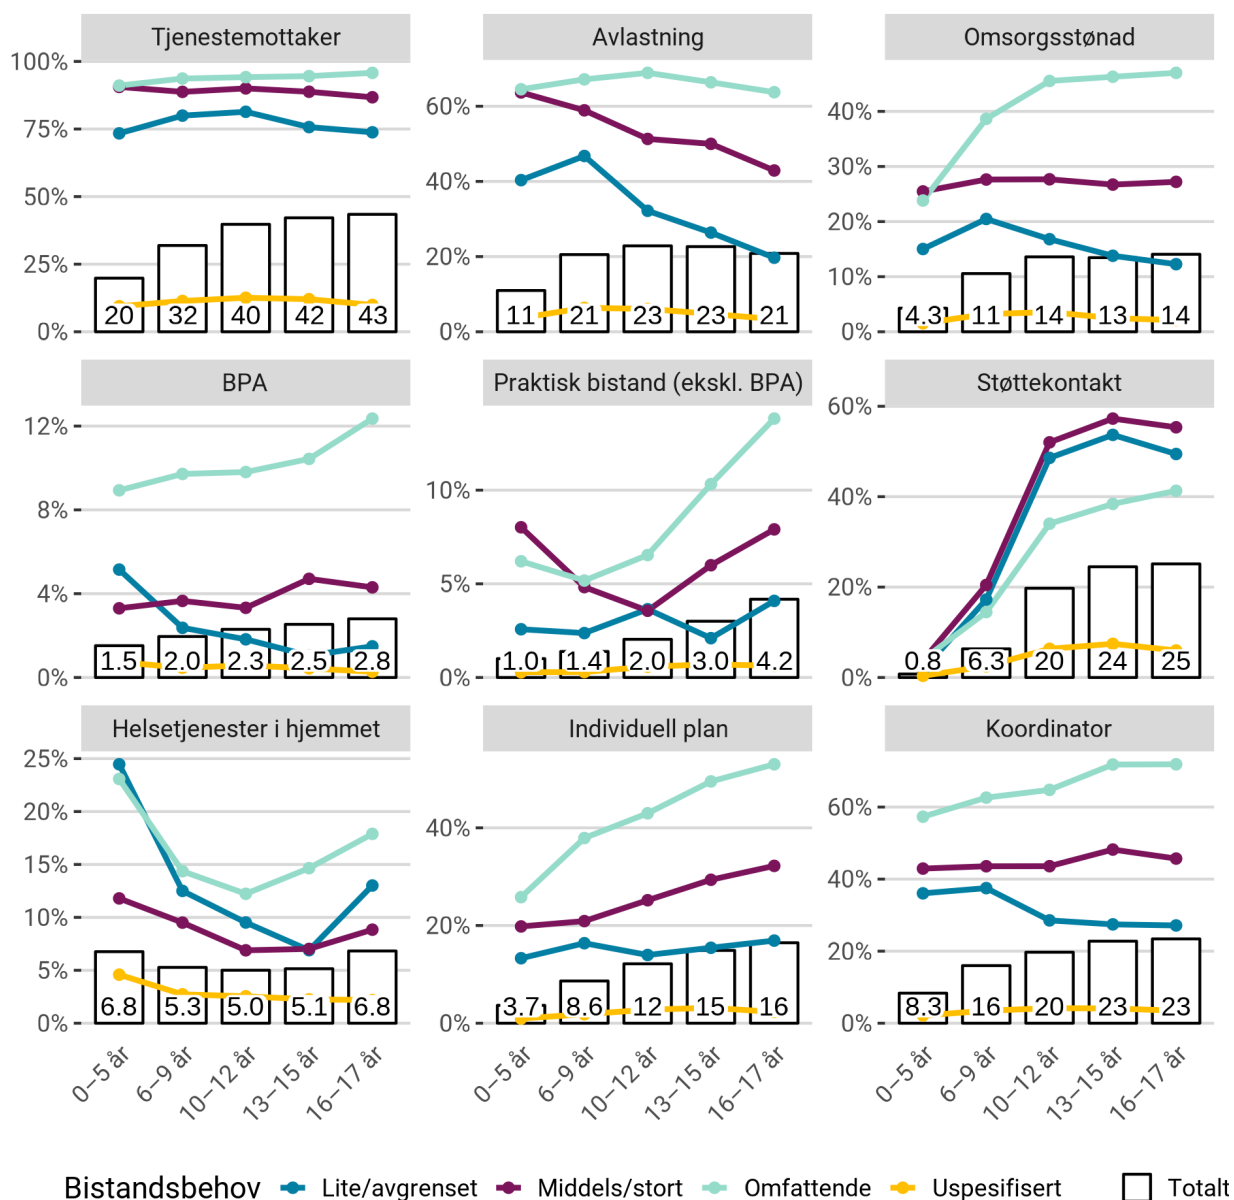 Tjenestemottaker
Avlastning
Omsorgsstønad
100%
75%
50%
25%
0%
20 32 40 42 43
60%
40%
20%
0%
11 21 23 23 21
40%
30%
20%
10%
0%
4.3 11 14 13 14
BPA
Praktisk bistand (ekskl. BPA)
Støttekontakt
12%
8%
4%
0%
1.5 2.0 2.3 2.5 2.8
10%
5%
0%
1.0 1.4 2.0 3.0 4.2
60%
40%
20%
0%
0.8 6.3 20 24 25
Helsetjenester i hjemmet
Individuell plan
Koordinator
25%
20%
15%
10%
5%
0%
6.8 5.3 5.0 5.1 6.8
40%
20%
0%
3.7 8.6 12 15 16
60%
40%
20%
0%
8.3 16 20 23 23
0–5 år
6–9 år
10–12 år
13–15 år
16–17 år
0–5 år
6–9 år
10–12 år
13–15 år
16–17 år
0–5 år
6–9 år
10–12 år
13–15 år
16–17 år
Bistandsbehov Lite/avgrenset Middels/stort Omfattende Uspesifisert Totalt